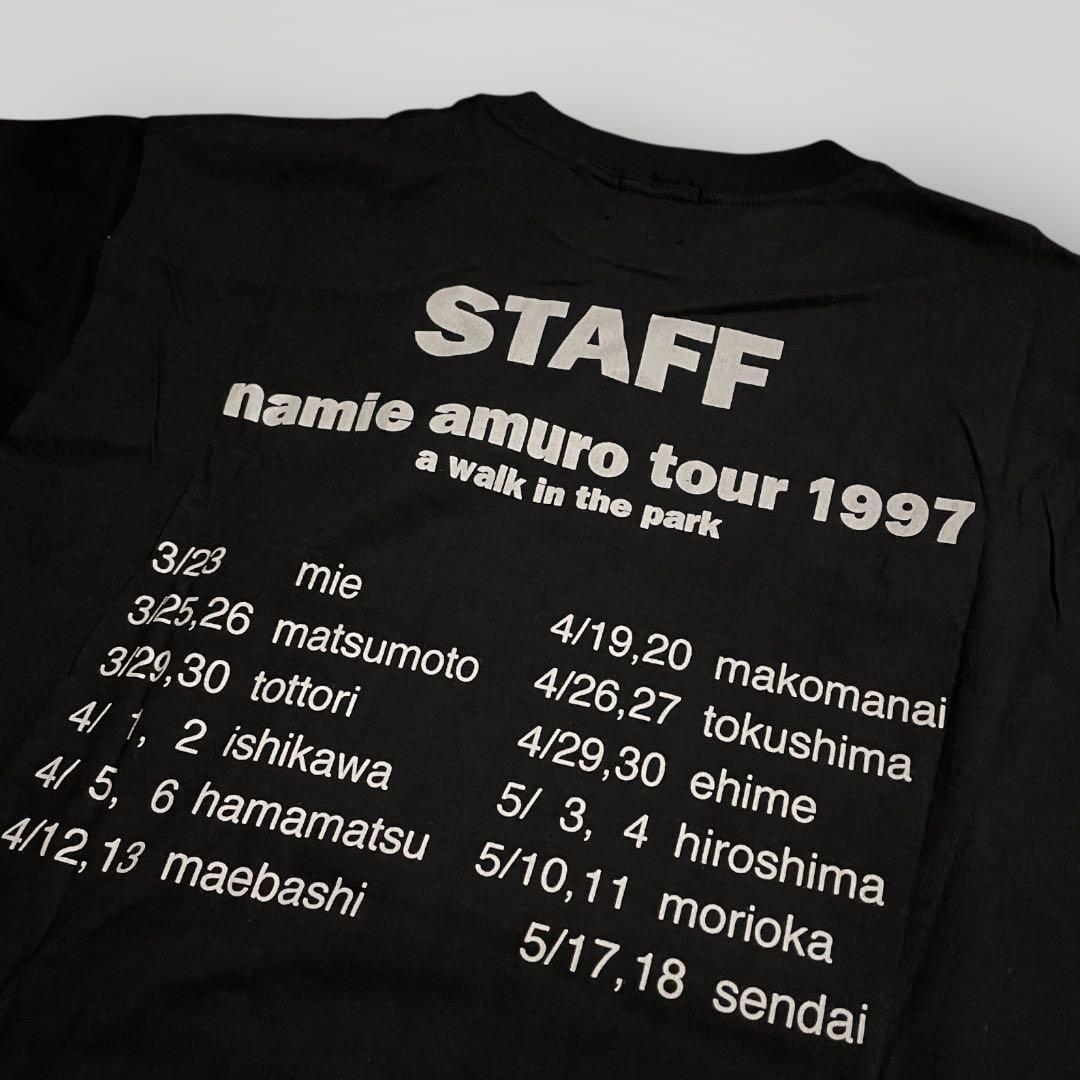 STAFF
namie amuro tour 1997
a walk in the park
3/23 mie
3/25,26 matsumoto
3/29,30 tottori
4/ 1, 2 ishikawa
4/ 5, 6 hamamatsu
4/12,13 maebashi
4/19,20 makomanai
4/26,27 tokushima
4/29,30 ehime
5/ 3, 4 hiroshima
5/10,11 morioka
5/17,18 sendai